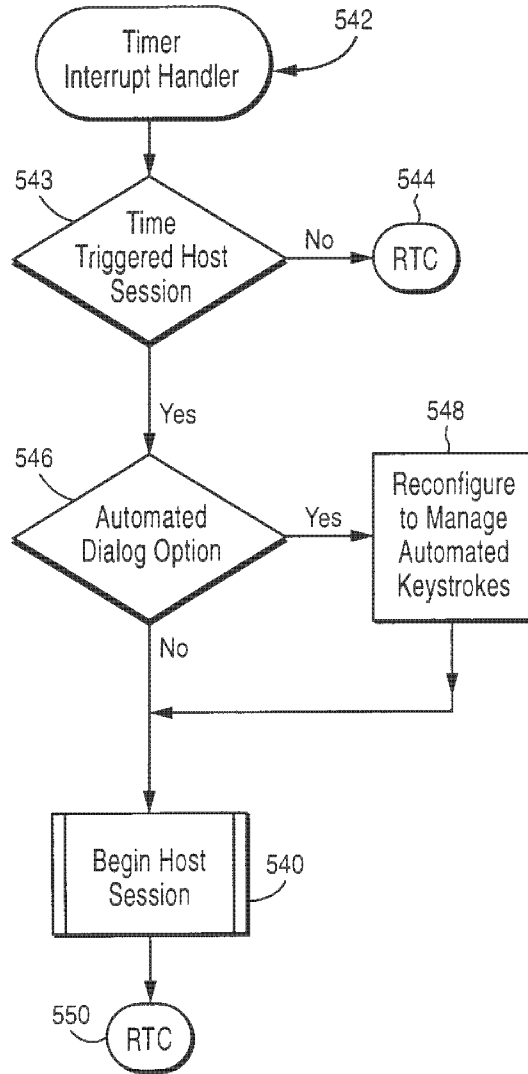 Timer
Interrupt Handler
542
543
Time
Triggered Host
Session
No
544
RTC
Yes
546
Automated
Dialog Option
Yes
548
Reconfigure
to Manage
Automated
Keystrokes
No
Begin Host
Session
540
550
RTC